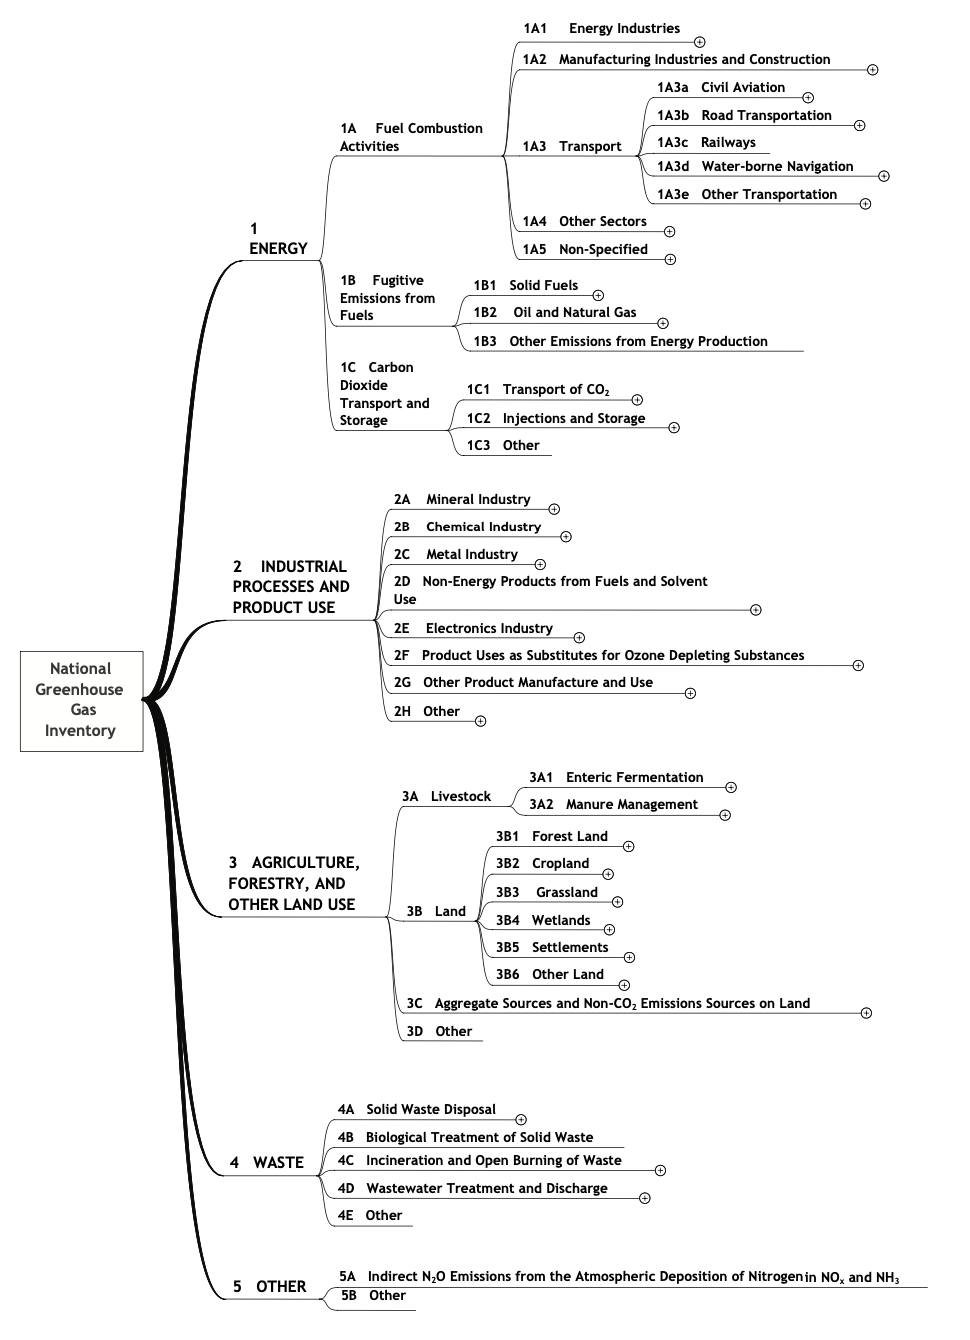 National
Greenhouse
Gas
Inventory
1
ENERGY
1A Fuel Combustion
Activities
1A1 Energy Industries
1A2 Manufacturing Industries and Construction
1A3 Transport
1A3a Civil Aviation
1A3b Road Transportation
1A3c Railways
1A3d Water-borne Navigation
1A3e Other Transportation
1A4 Other Sectors
1A5 Non-Specified
1B Fugitive
Emissions from
Fuels
1B1 Solid Fuels
1B2 Oil and Natural Gas
1B3 Other Emissions from Energy Production
1C Carbon
Dioxide
Transport and
Storage
1C1 Transport of CO₂
1C2 Injections and Storage
1C3 Other
2 INDUSTRIAL
PROCESSES AND
PRODUCT USE
2A Mineral Industry
2B Chemical Industry
2C Metal Industry
2D Non-Energy Products from Fuels and Solvent
Use
2E Electronics Industry
2F Product Uses as Substitutes for Ozone Depleting Substances
2G Other Product Manufacture and Use
2H Other
3 AGRICULTURE,
FORESTRY, AND
OTHER LAND USE
3A Livestock
3A1 Enteric Fermentation
3A2 Manure Management
3B Land
3B1 Forest Land
3B2 Cropland
3B3 Grassland
3B4 Wetlands
3B5 Settlements
3B6 Other Land
3C Aggregate Sources and Non-CO₂ Emissions Sources on Land
3D Other
4 WASTE
4A Solid Waste Disposal
4B Biological Treatment of Solid Waste
4C Incineration and Open Burning of Waste
4D Wastewater Treatment and Discharge
4E Other
5 OTHER
5A Indirect N₂O Emissions from the Atmospheric Deposition of Nitrogen in NOₓ and NH₃
5B Other